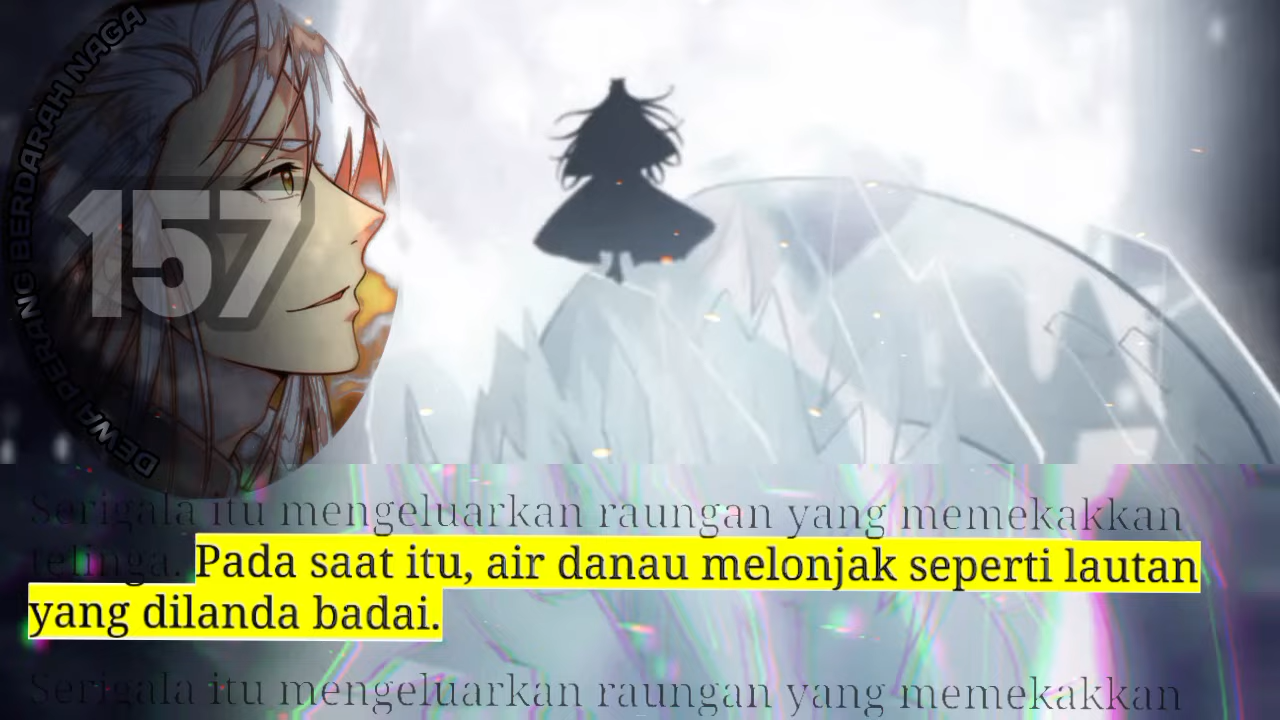 DEWA PERANG BERDARAH NAGA
157
Serigala itu mengeluarkan raungan yang memekakkan
telinga. Pada saat itu, air danau melonjak seperti lautan
yang dilanda badai.
Serigala itu mengeluarkan raungan yang memekakkan